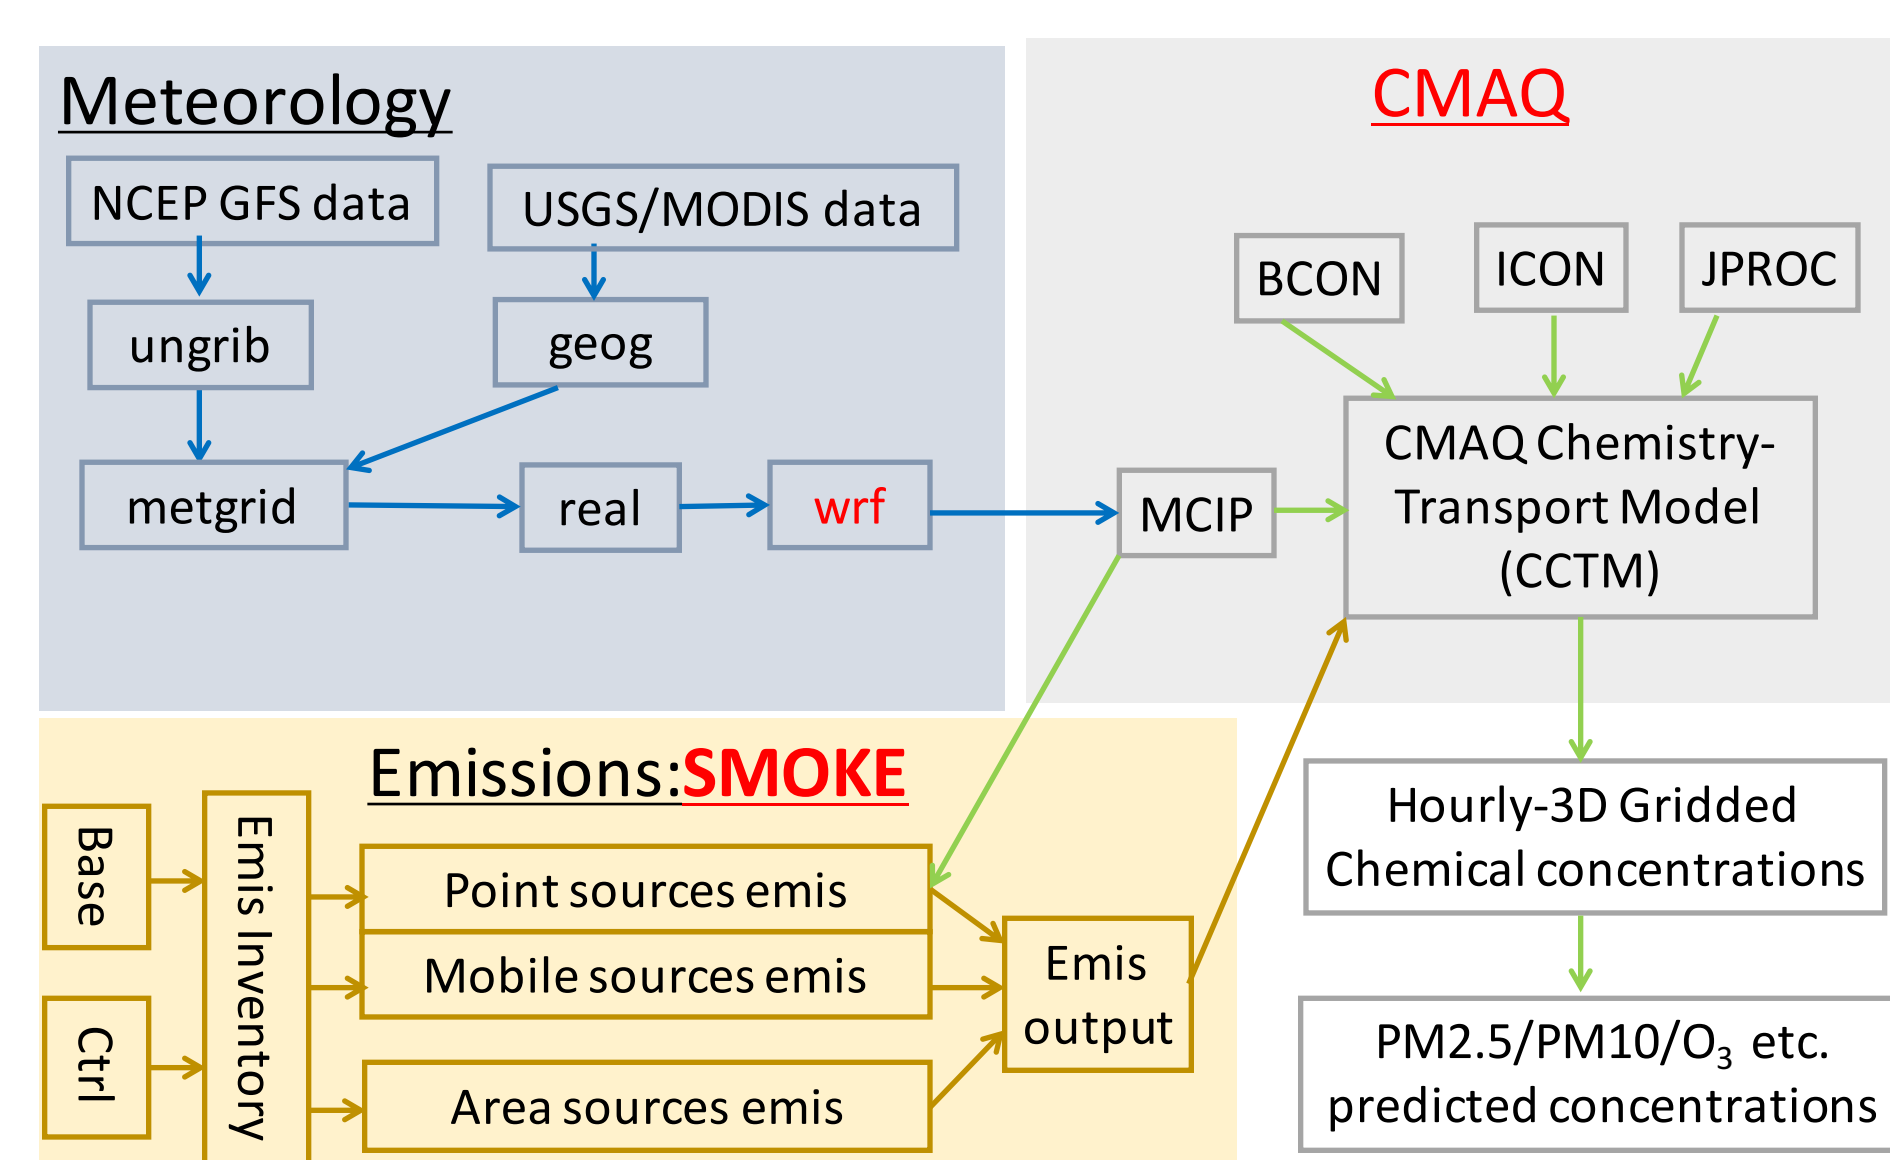 Meteorology
NCEP GFS data
USGS/MODIS data
ungrib
geog
metgrid
real
wrf
CMAQ
BCON
ICON
JPROC
MCIP
CMAQ Chemistry-
Transport Model
(CCTM)
Emissions:SMOKE
Base
Ctrl
Emis Inventory
Point sources emis
Mobile sources emis
Area sources emis
Emis
output
Hourly-3D Gridded
Chemical concentrations
PM2.5/PM10/O₃ etc.
predicted concentrations